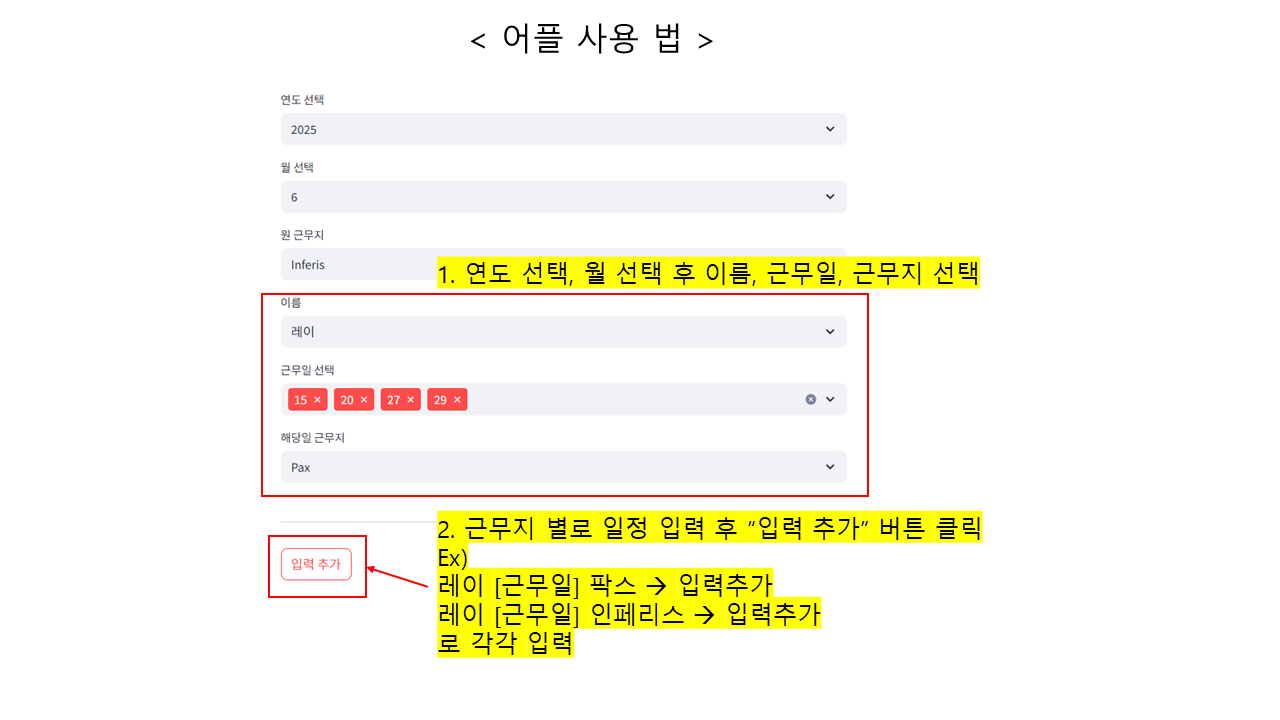 < 어플 사용 법 >
연도 선택
2025
월 선택
6
원 근무지
Inferis
1. 연도 선택, 월 선택 후 이름, 근무일, 근무지 선택
이름
레이
근무일 선택
15 × 20 × 27 × 29 ×
해당일 근무지
Pax
2. 근무지 별로 일정 입력 후 “입력 추가” 버튼 클릭
Ex)
입력 추가
레이 [근무일] 팍스 → 입력추가
레이 [근무일] 인페리스 → 입력추가
로 각각 입력